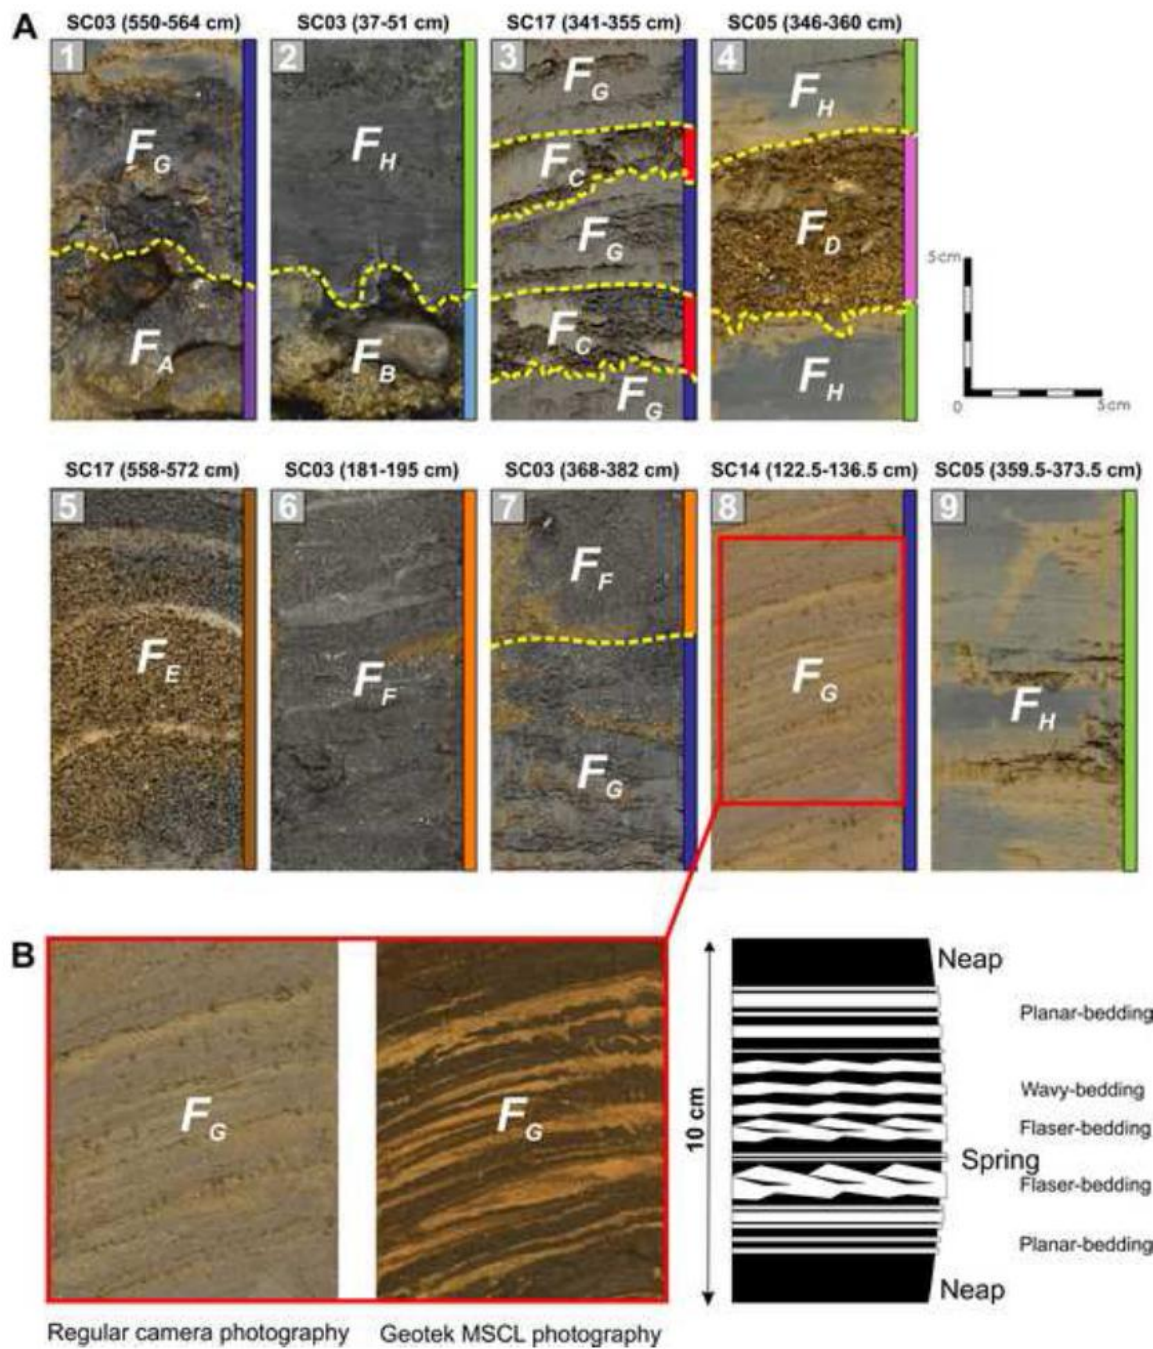 A
SC03 (550-564 cm)
SC03 (37-51 cm)
SC17 (341-355 cm)
SC05 (346-360 cm)
1
2
3
4
FG
FA
FH
FB
FG
FC
FG
FC
FG
FH
FD
FH
5cm
0
5cm
SC17 (558-572 cm)
SC03 (181-195 cm)
SC03 (368-382 cm)
SC14 (122.5-136.5 cm)
SC05 (359.5-373.5 cm)
5
6
7
8
9
FE
FF
FF
FG
FG
FH
B
FG
FG
Regular camera photography
Geotek MSCL photography
10 cm
Neap
Planar-bedding
Wavy-bedding
Flaser-bedding
Spring
Flaser-bedding
Planar-bedding
Neap